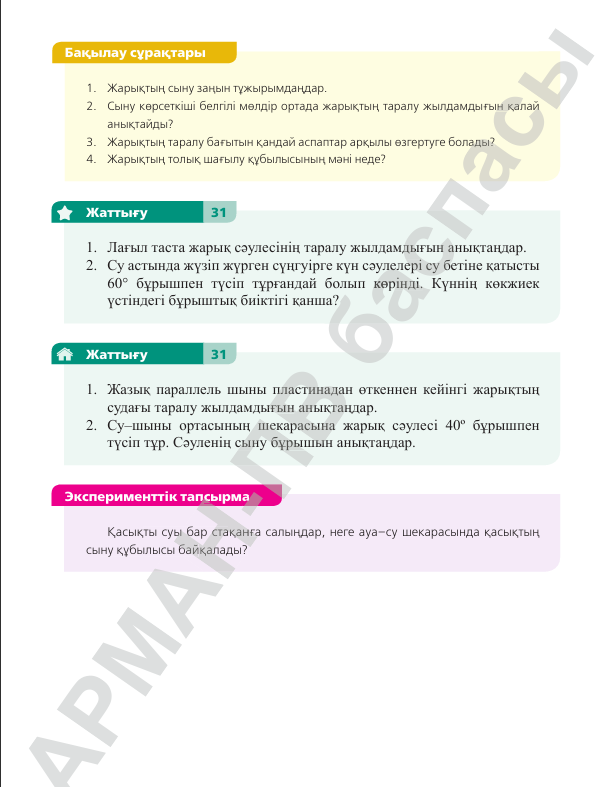 Бақылау сұрақтары
1. Жарықтың сыну заңын тұжырымдаңдар.
2. Сыну көрсеткіші белгілі мөлдір ортада жарықтың таралу жылдамдығын қалай
анықтайды?
3. Жарықтың таралу бағытын қандай аспаптар арқылы өзгертуге болады?
4. Жарықтың толық шағылу құбылысының мәні неде?
Жаттығу 31
1. Лағыл таста жарық сәулесінің таралу жылдамдығын анықтаңдар.
2. Су астында жүзіп жүрген сүңгуірге күн сәулелері су бетіне қатысты
60° бұрышпен түсіп тұрғандай болып көрінді. Күннің көкжиек
үстіндегі бұрыштық биіктігі қанша?
Жаттығу 31
1. Жазық параллель шыны пластинадан өткеннен кейінгі жарықтың
судағы таралу жылдамдығын анықтаңдар.
2. Су–шыны ортасының шекарасына жарық сәулесі 40º бұрышпен
түсіп тұр. Сәуленің сыну бұрышын анықтаңдар.
Эксперименттік тапсырма
Қасықты суы бар стақанға салыңдар, неге ауа–су шекарасында қасықтың
сыну құбылысы байқалады?
АРМАН-ПВ баспасы